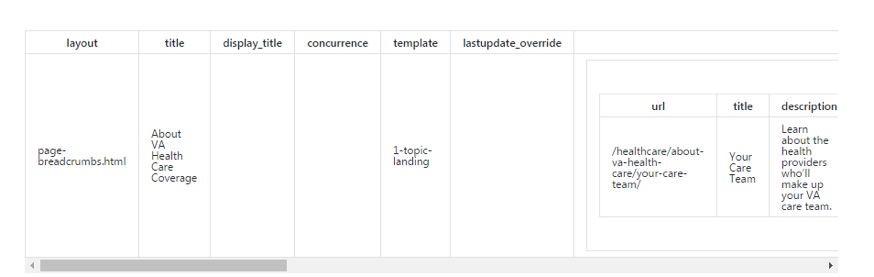 layout title display_title concurrence template lastupdate_override
url title description
page-
breadcrumbs.html
About
VA
Health
Care
Coverage
1-topic-
landing
/healthcare/about-
va-health-
care/your-care-
team/
Your
Care
Team
Learn
about the
health
providers
who'll
make up
your VA
care team.